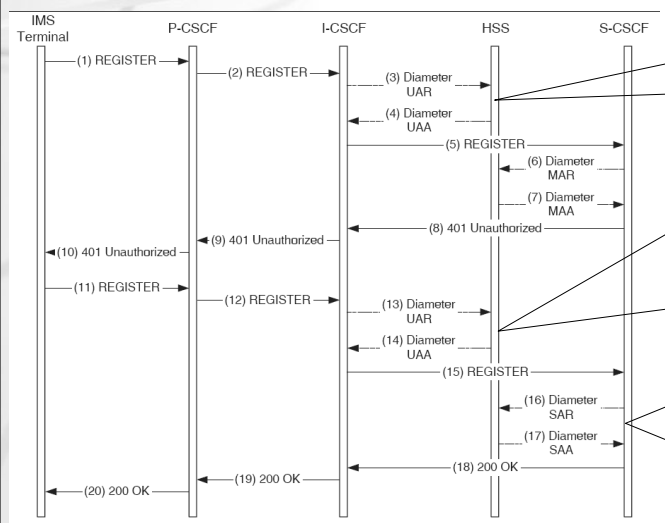 IMS
Terminal
P-CSCF
I-CSCF
HSS
S-CSCF
(1) REGISTER
(2) REGISTER
(3) Diameter
UAR
(4) Diameter
UAA
(5) REGISTER
(6) Diameter
MAR
(7) Diameter
MAA
(8) 401 Unauthorized
(9) 401 Unauthorized
(10) 401 Unauthorized
(11) REGISTER
(12) REGISTER
(13) Diameter
UAR
(14) Diameter
UAA
(15) REGISTER
(16) Diameter
SAR
(17) Diameter
SAA
(18) 200 OK
(19) 200 OK
(20) 200 OK